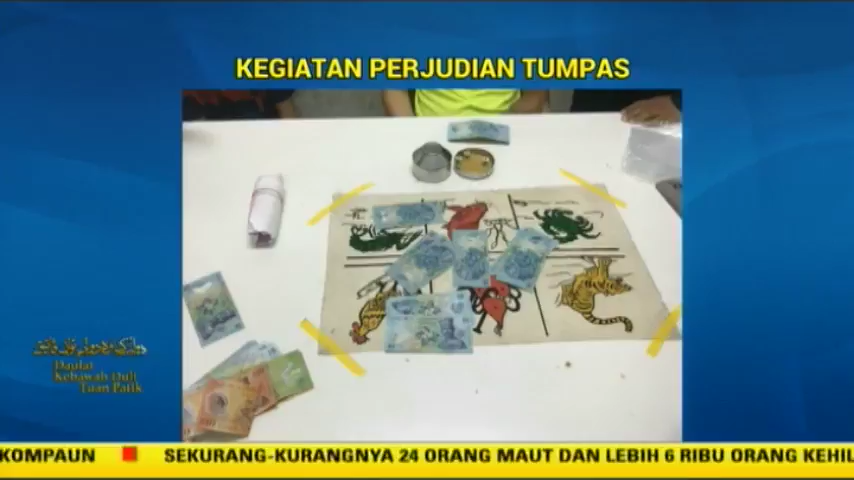 KEGIATAN PERJUDIAN TUMPAS
Daulat
Kebawah Duli
Tuan Patik
KOMPAUN SEKURANG-KURANGNYA 24 ORANG MAUT DAN LEBIH 6 RIBU ORANG KEHIL